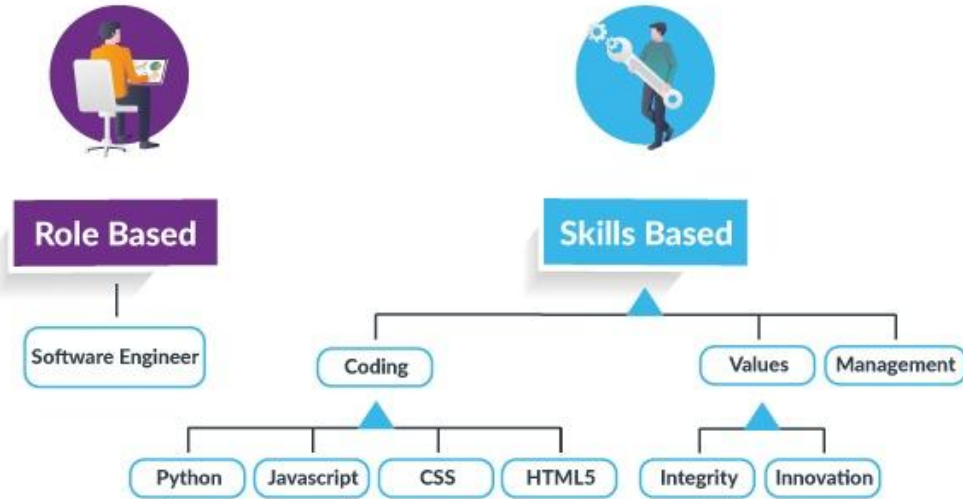 Role Based
Skills Based
Software Engineer
Coding
Values
Management
Python
Javascript
CSS
HTML5
Integrity
Innovation